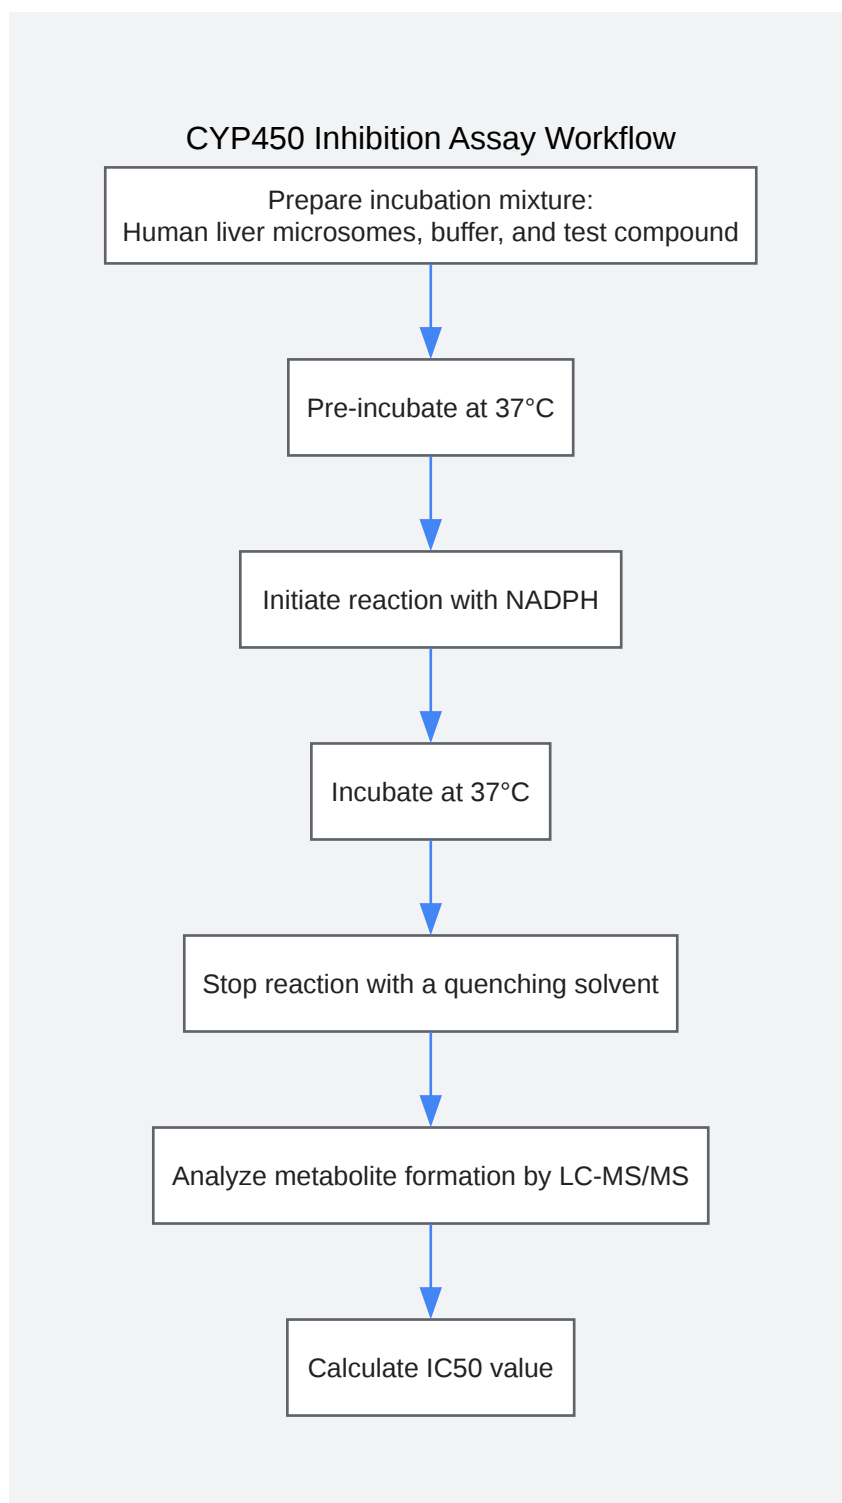 CYP450 Inhibition Assay Workflow
Prepare incubation mixture:
Human liver microsomes, buffer, and test compound
Pre-incubate at 37°C
Initiate reaction with NADPH
Incubate at 37°C
Stop reaction with a quenching solvent
Analyze metabolite formation by LC-MS/MS
Calculate IC50 value